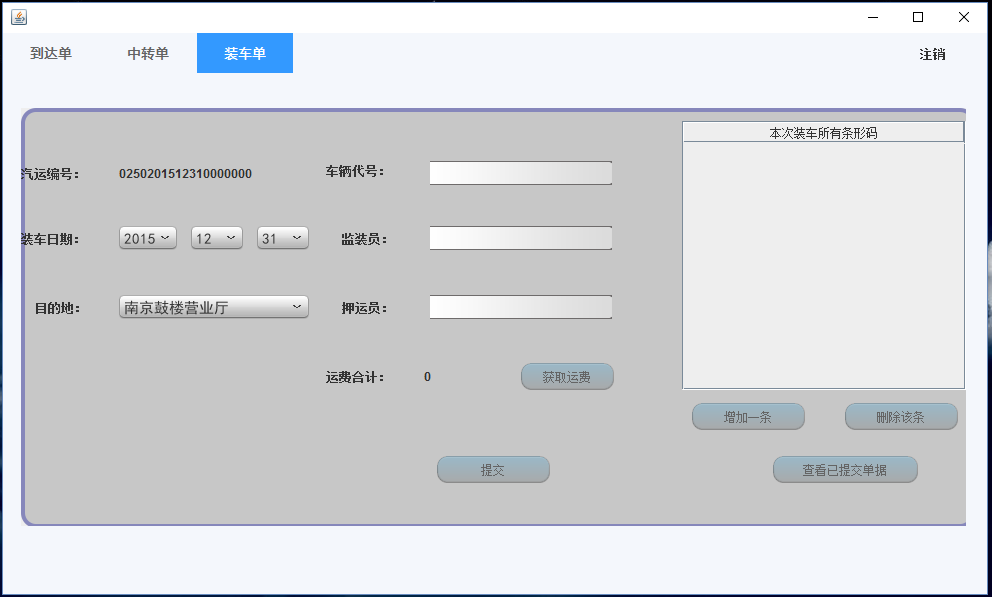 到达单 中转单 装车单 注销
本次装车所有条形码
汽运编号： 0250201512310000000 车辆代号：
装车日期： 2015 12 31 监装员：
目的地： 南京鼓楼营业厅 押运员：
运费合计： 0 获取运费
增加一条 删除该条
提交 查看已提交单据